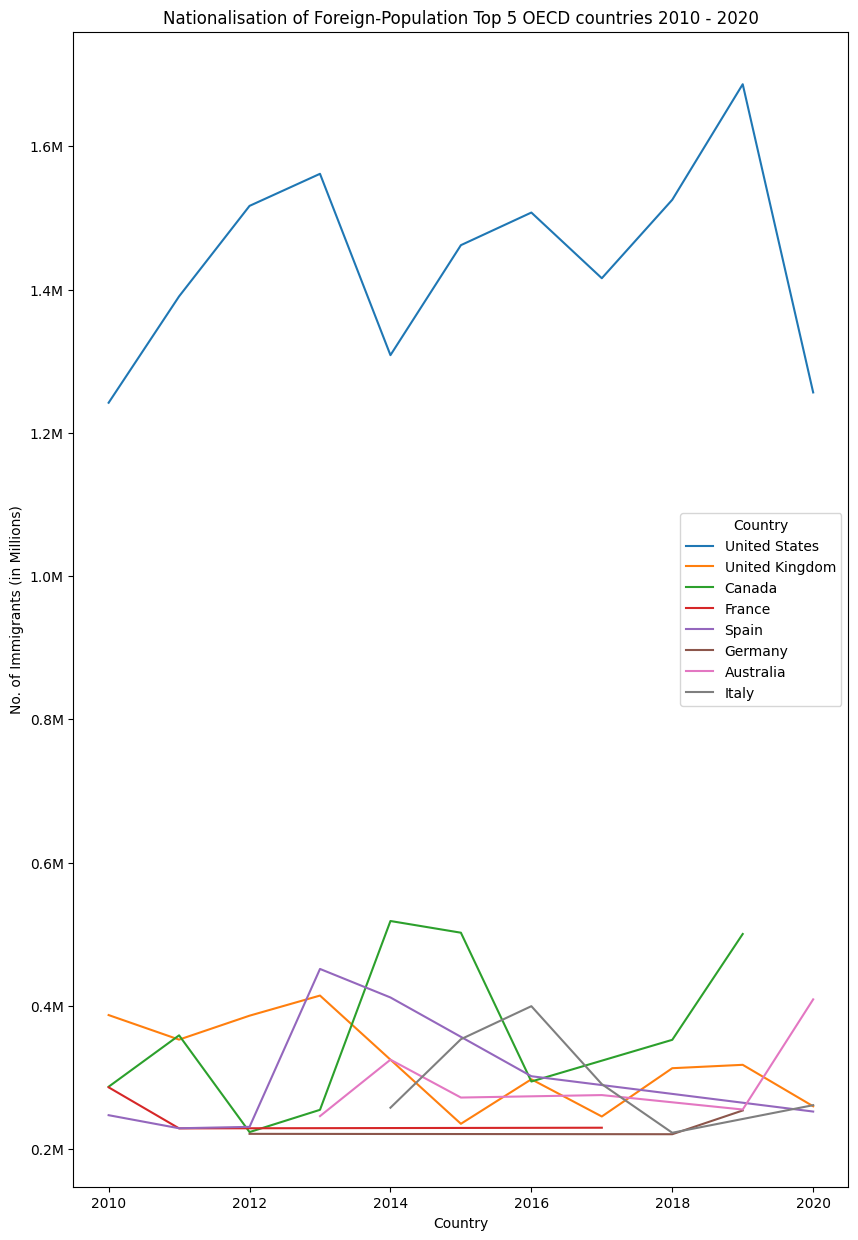 Nationalisation of Foreign-Population Top 5 OECD countries 2010 - 2020
No. of Immigrants (in Millions)
1.6M
1.4M
1.2M
1.0M
0.8M
0.6M
0.4M
0.2M
Country
United States
United Kingdom
Canada
France
Spain
Germany
Australia
Italy
2010 2012 2014 2016 2018 2020
Country